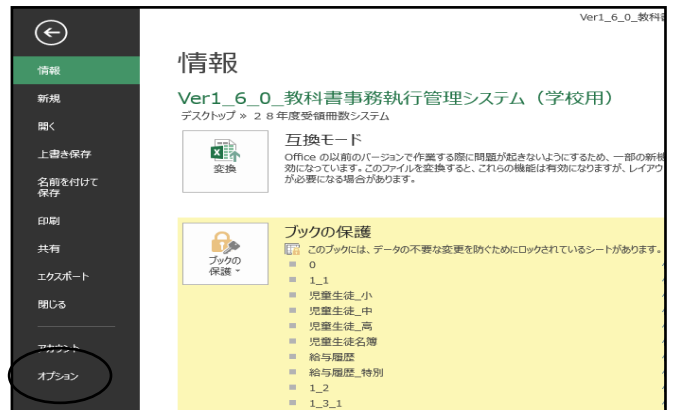 Ver1_6_0_教科
情報
情報
新規
開く
上書き保存
名前を付けて
保存
印刷
共有
エクスポート
閉じる
アカウント
オプション
Ver1_6_0_教科書事務執行管理システム（学校用）
デスクトップ » ２８年度受領冊数システム
変換
互換モード
Office の以前のバージョンで作業する際に問題が起きないようにするため、一部の新機
効になっています。このファイルを変換すると、これらの機能は有効になりますが、レイアウ
が必要になる場合があります。
ブックの
保護
ブックの保護
このブックには、データの不要な変更を防ぐためにロックされているシートがあります。
0
1_1
児童生徒_小
児童生徒_中
児童生徒_高
児童生徒名簿
給与履歴
給与履歴_特別
1_2
1_3_1